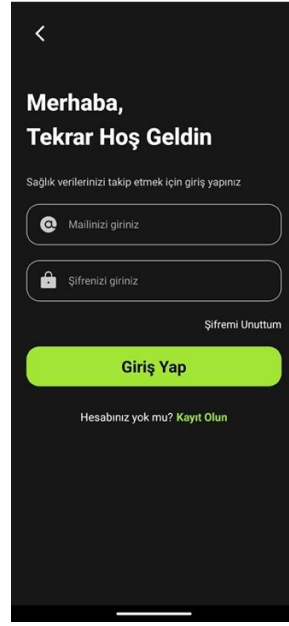 Merhaba,
Tekrar Hoş Geldin
Sağlık verilerinizi takip etmek için giriş yapınız
Mailinizi giriniz
Şifrenizi giriniz
Şifremi Unuttum
Giriş Yap
Hesabınız yok mu? Kayıt Olun